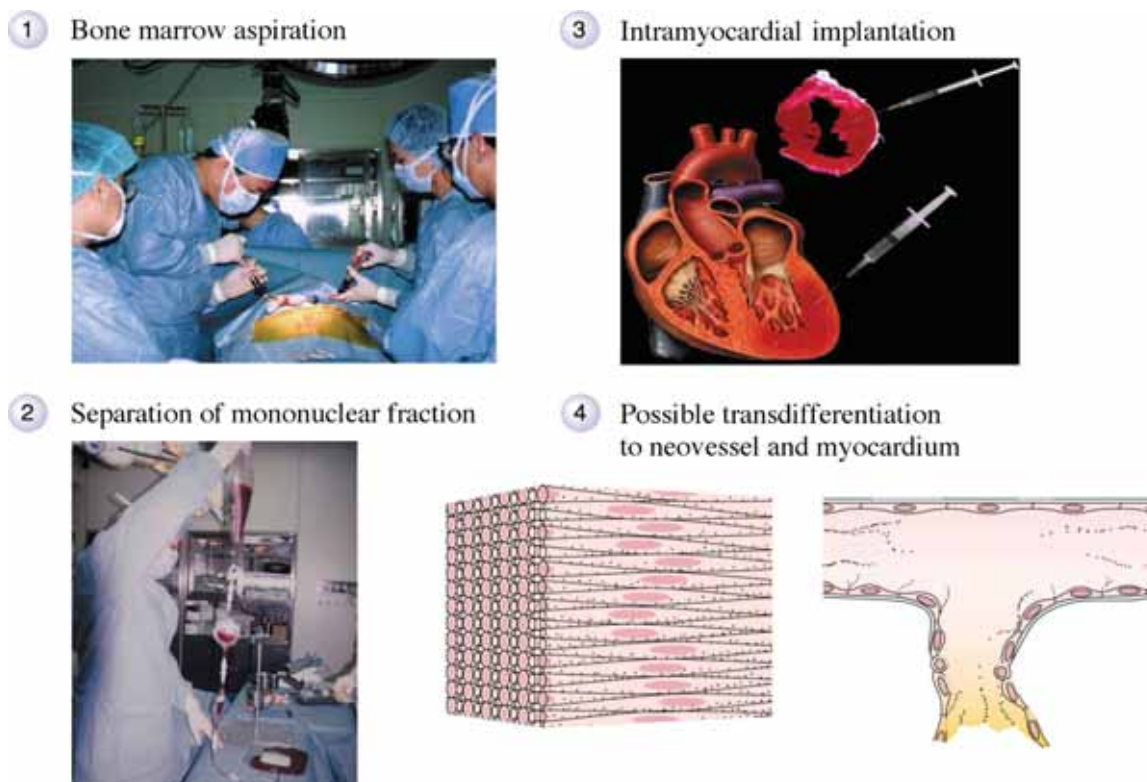 1 Bone marrow aspiration
2 Separation of mononuclear fraction
3 Intramyocardial implantation
4 Possible transdifferentiation
to neovessel and myocardium